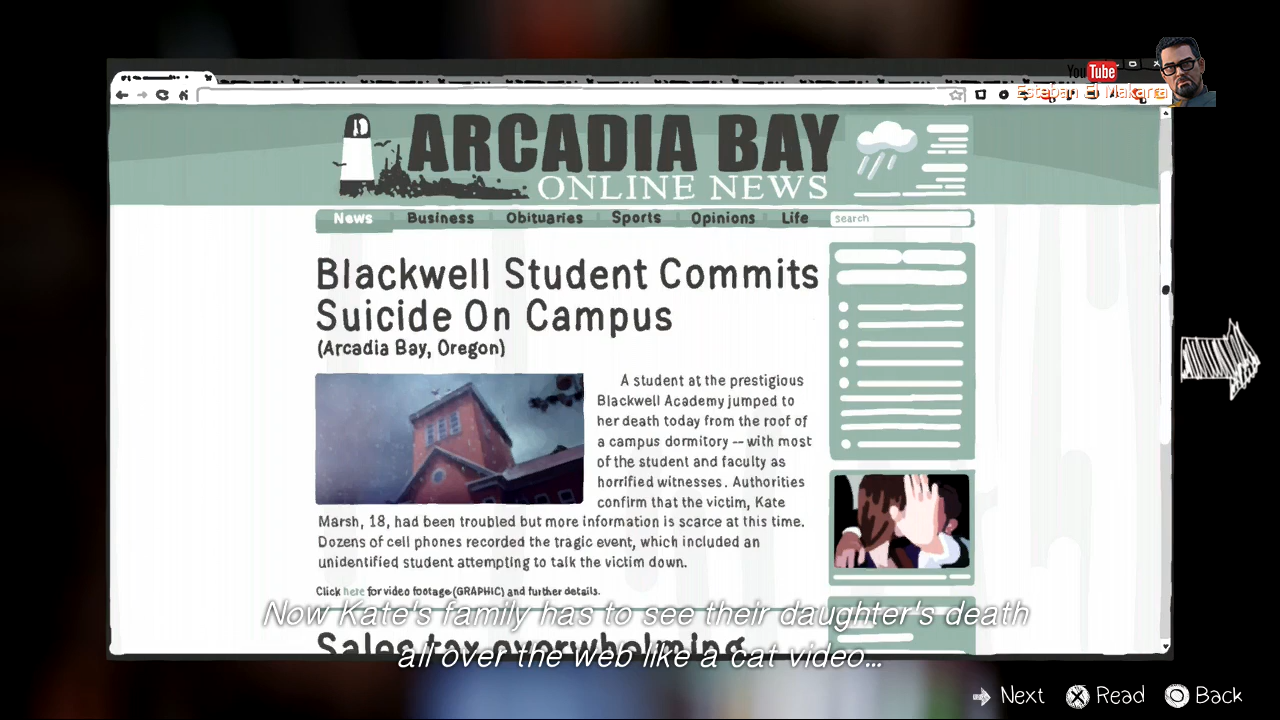 YouTube
Esteban El Makarra
ARCADIA BAY
ONLINE NEWS
News Business Obituaries Sports Opinions Life search
Blackwell Student Commits
Suicide On Campus
(Arcadia Bay, Oregon)
A student at the prestigious
Blackwell Academy jumped to
her death today from the roof of
a campus dormitory -- with most
of the student and faculty as
horrified witnesses. Authorities
confirm that the victim, Kate
Marsh, 18, had been troubled but more information is scarce at this time.
Dozens of cell phones recorded the tragic event, which included an
unidentified student attempting to talk the victim down.
Click here for video footage (GRAPHIC) and further details.
Now Kate's family has to see their daughter's death
Sales tax overwhelming
all over the web like a cat video...
Next Read Back